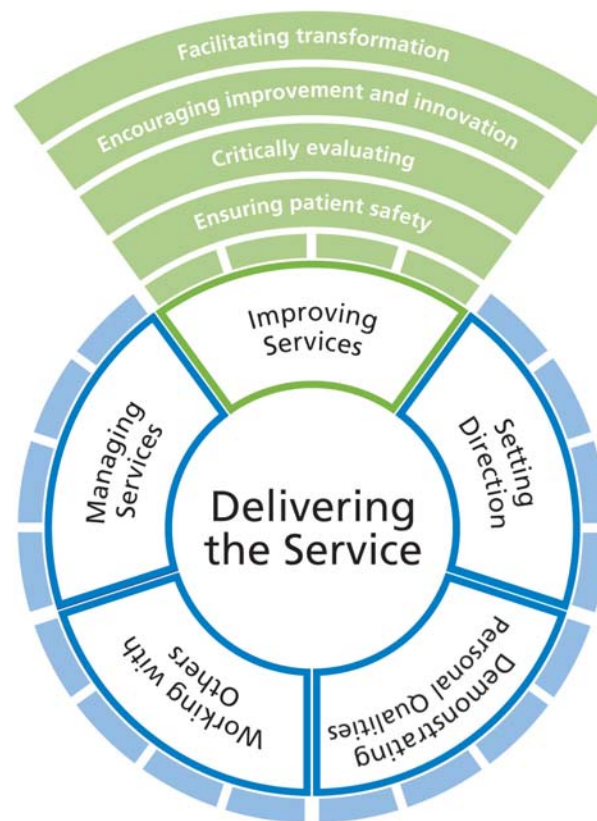 Facilitating transformation
Encouraging improvement and innovation
Critically evaluating
Ensuring patient safety
Improving
Services
Setting
Direction
Demonstrating
Personal Qualities
Working with
Others
Managing
Services
Delivering
the Service